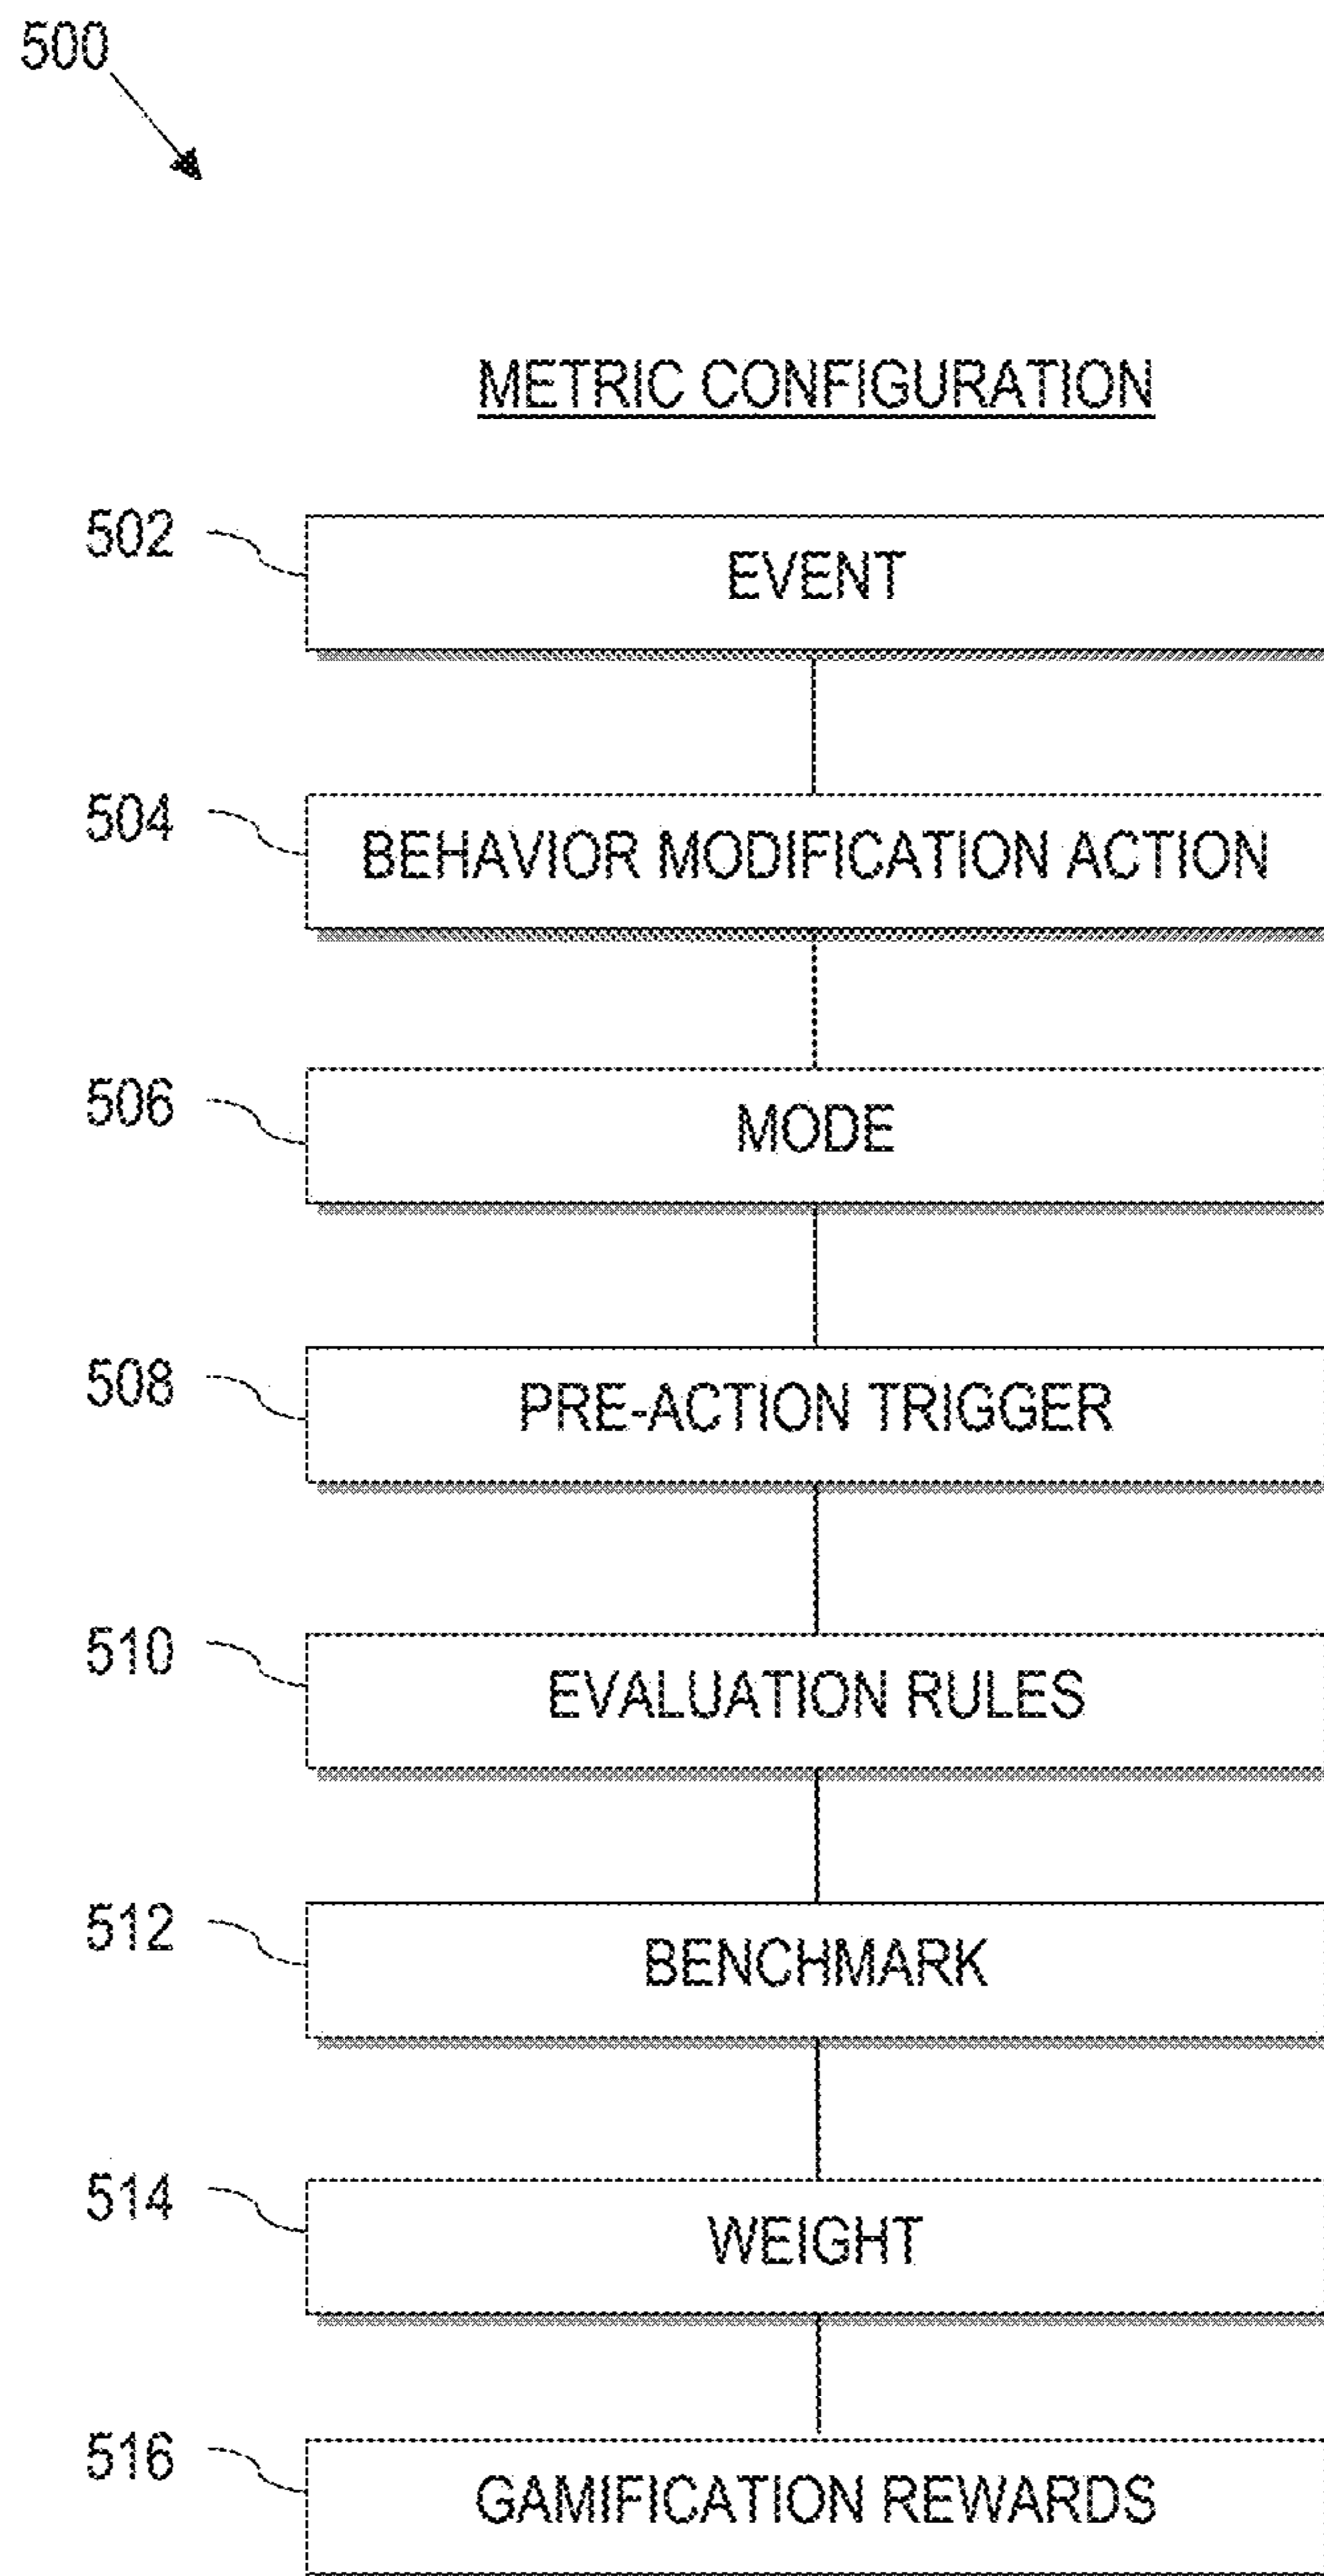 500
METRIC CONFIGURATION
502
EVENT
504
BEHAVIOR MODIFICATION ACTION
506
MODE
508
PRE-ACTION TRIGGER
510
EVALUATION RULES
512
BENCHMARK
514
WEIGHT
516
GAMIFICATION REWARDS